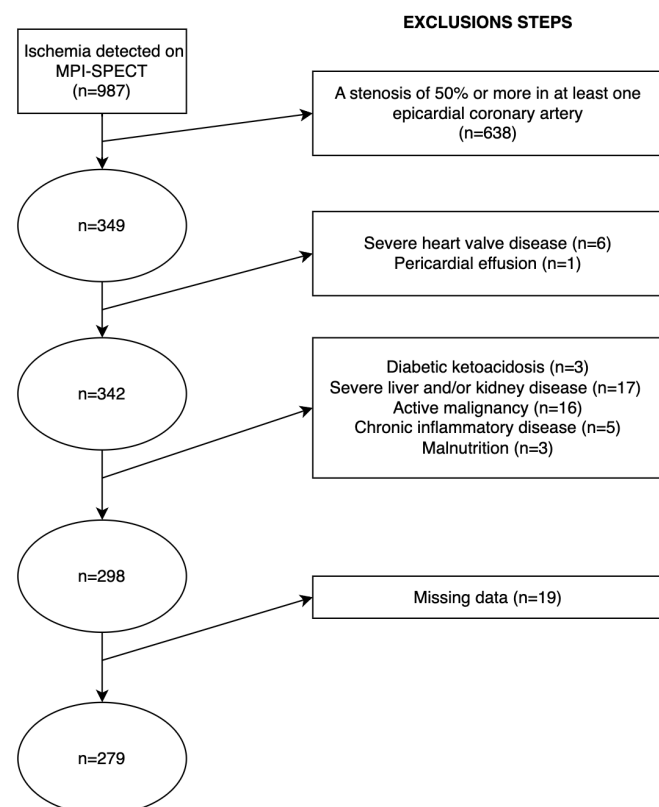 EXCLUSIONS STEPS
Ischemia detected on
MPI-SPECT
(n=987)
A stenosis of 50% or more in at least one
epicardial coronary artery
(n=638)
n=349
Severe heart valve disease (n=6)
Pericardial effusion (n=1)
n=342
Diabetic ketoacidosis (n=3)
Severe liver and/or kidney disease (n=17)
Active malignancy (n=16)
Chronic inflammatory disease (n=5)
Malnutrition (n=3)
n=298
Missing data (n=19)
n=279